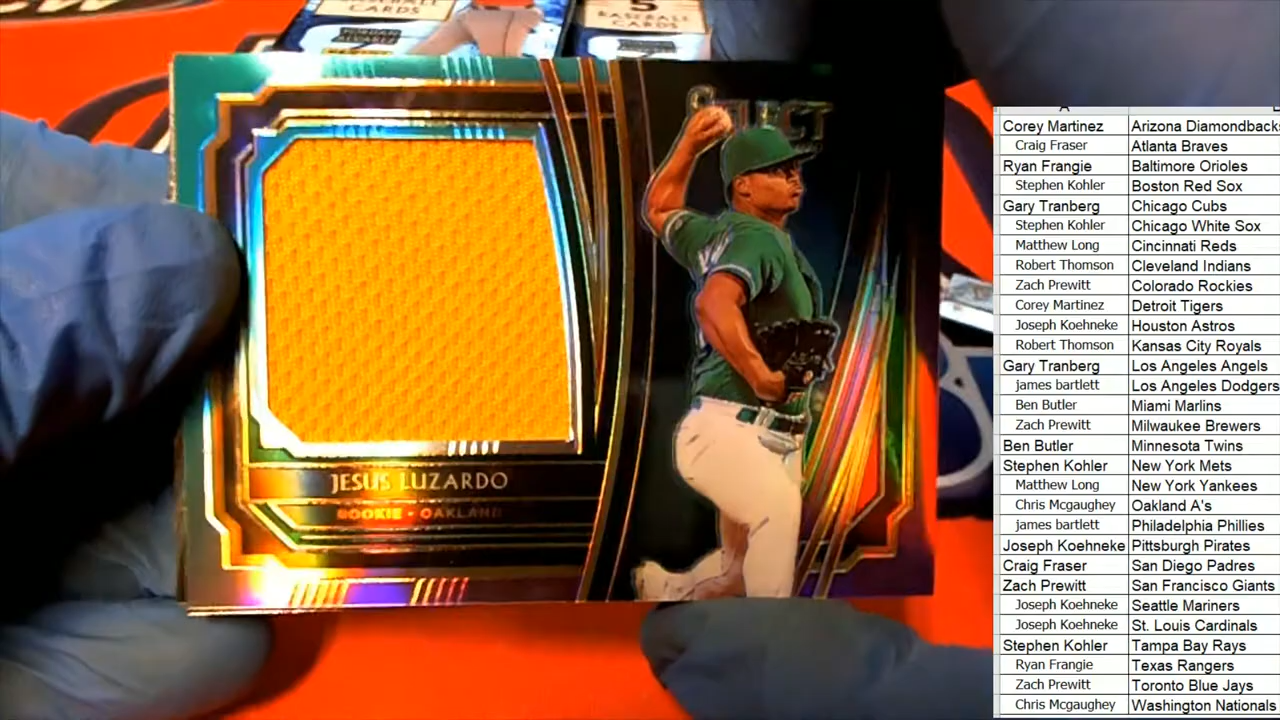 BASEBALL
CARDS
5
BASEBALL
CARDS
SELECT
JESUS LUZARDO
ROOKIE - OAKLAND
A
Corey Martinez Arizona Diamondback
Craig Fraser Atlanta Braves
Ryan Frangie Baltimore Orioles
Stephen Kohler Boston Red Sox
Gary Tranberg Chicago Cubs
Stephen Kohler Chicago White Sox
Matthew Long Cincinnati Reds
Robert Thomson Cleveland Indians
Zach Prewitt Colorado Rockies
Corey Martinez Detroit Tigers
Joseph Koehneke Houston Astros
Robert Thomson Kansas City Royals
Gary Tranberg Los Angeles Angels
james bartlett Los Angeles Dodgers
Ben Butler Miami Marlins
Zach Prewitt Milwaukee Brewers
Ben Butler Minnesota Twins
Stephen Kohler New York Mets
Matthew Long New York Yankees
Chris Mcgaughey Oakland A's
james bartlett Philadelphia Phillies
Joseph Koehneke Pittsburgh Pirates
Craig Fraser San Diego Padres
Zach Prewitt San Francisco Giants
Joseph Koehneke Seattle Mariners
Joseph Koehneke St. Louis Cardinals
Stephen Kohler Tampa Bay Rays
Ryan Frangie Texas Rangers
Zach Prewitt Toronto Blue Jays
Chris Mcgaughey Washington Nationals